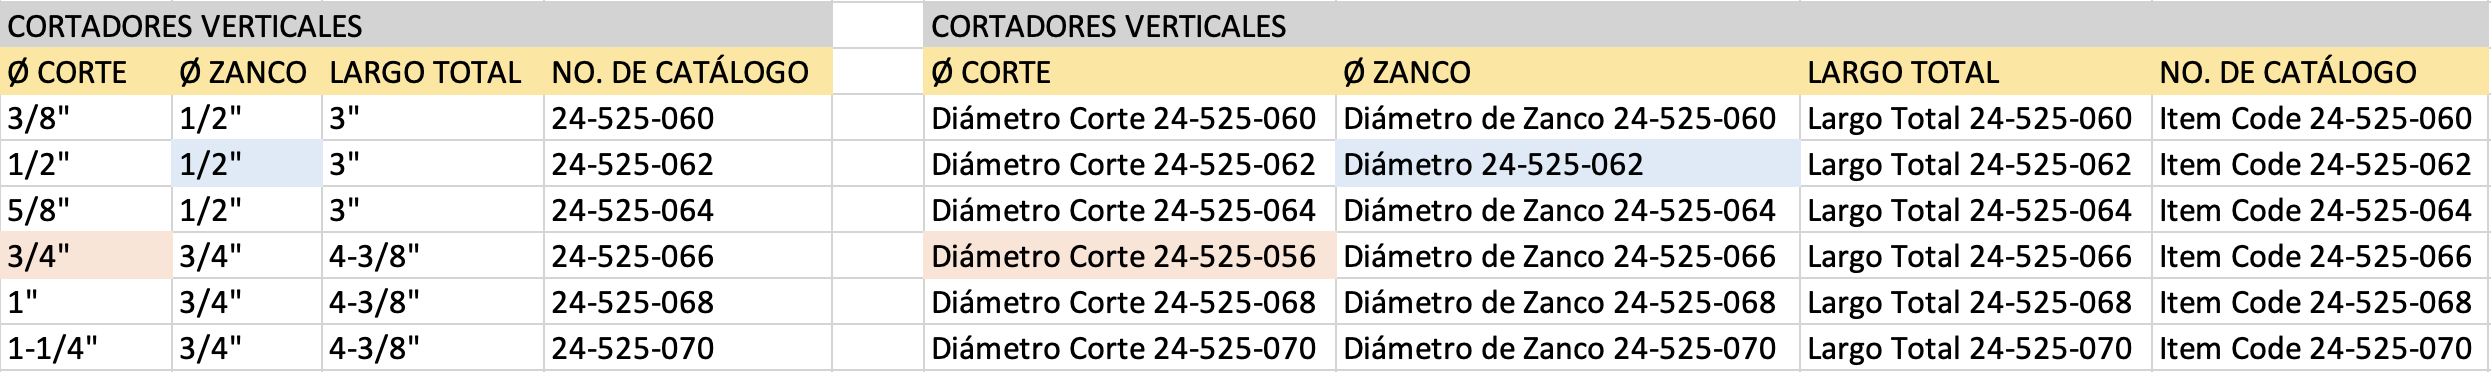 CORTADORES VERTICALES CORTADORES VERTICALES
Ø CORTE Ø ZANCO LARGO TOTAL NO. DE CATÁLOGO Ø CORTE Ø ZANCO LARGO TOTAL NO. DE CATÁLOGO
3/8" 1/2" 3" 24-525-060 Diámetro Corte 24-525-060 Diámetro de Zanco 24-525-060 Largo Total 24-525-060 Item Code 24-525-060
1/2" 1/2" 3" 24-525-062 Diámetro Corte 24-525-062 Diámetro 24-525-062 Largo Total 24-525-062 Item Code 24-525-062
5/8" 1/2" 3" 24-525-064 Diámetro Corte 24-525-064 Diámetro de Zanco 24-525-064 Largo Total 24-525-064 Item Code 24-525-064
3/4" 3/4" 4-3/8" 24-525-066 Diámetro Corte 24-525-056 Diámetro de Zanco 24-525-066 Largo Total 24-525-066 Item Code 24-525-066
1" 3/4" 4-3/8" 24-525-068 Diámetro Corte 24-525-068 Diámetro de Zanco 24-525-068 Largo Total 24-525-068 Item Code 24-525-068
1-1/4" 3/4" 4-3/8" 24-525-070 Diámetro Corte 24-525-070 Diámetro de Zanco 24-525-070 Largo Total 24-525-070 Item Code 24-525-070